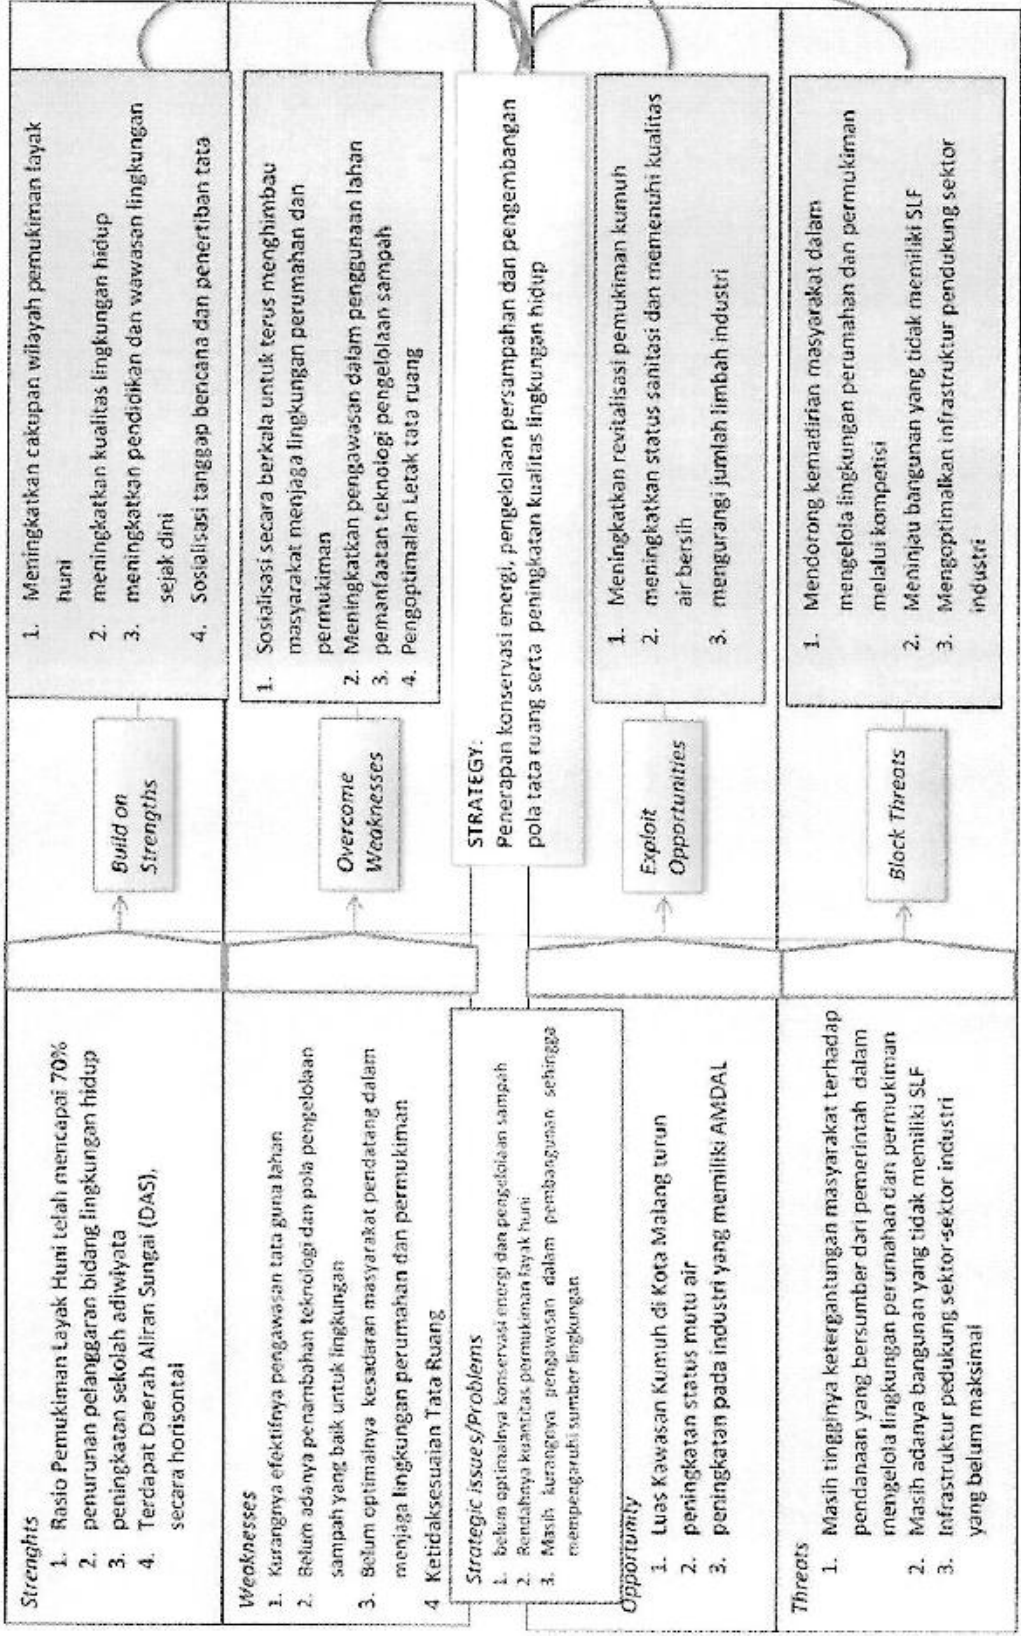 Strenghts
1. Rasio Pemukiman Layak Huni telah mencapai 70%
2. penurunan pelanggaran bidang lingkungan hidup
3. peningkatan sekolah adiwiyata
4. Terdapat Daerah Aliran Sungai (DAS),
secara horisontal
Weaknesses
1. Kurangnya efektifnya pengawasan tata guna lahan
2. Belum adanya penambahan teknologi dan pola pengelolaan
sampah yang baik untuk lingkungan
3. Belum optimalnya kesadaran masyarakat pendatang dalam
menjaga lingkungan perumahan dan permukiman
4 Ketidaksesuaian Tata Ruang
Strategic issues/Problems
1. belum optimalnya konservasi energi dan pengelolaan sampah
2. Rendahnya kuantitas permukiman layak huni
3. Masih kurangnya pengawasan dalam pembangunan sehingga
mempengaruhi sumber lingkungan
Opportunity
1. Luas Kawasan Kumuh di Kota Malang turun
2. peningkatan status mutu air
3. peningkatan pada industri yang memiliki AMDAL
Threats
1. Masih tingginya ketergantungan masyarakat terhadap
pendanaan yang bersumber dari pemerintah dalam
mengelola lingkungan perumahan dan permukiman
2. Masih adanya bangunan yang tidak memiliki SLF
3. Infrastruktur pedukung sektor-sektor industri
yang belum maksimal
Build on
Strengths
Overcome
Weaknesses
Exploit
Opportunities
Block Threats
1. Meningkatkan cakupan wilayah pemukiman layak
huni
2. meningkatkan kualitas lingkungan hidup
3. meningkatkan pendidikan dan wawasan lingkungan
sejak dini
4. Sosialisasi tanggap bencana dan penertiban tata
1. Sosialisasi secara berkala untuk terus menghimbau
masyarakat menjaga lingkungan perumahan dan
permukiman
2. Meningkatkan pengawasan dalam penggunaan lahan
3. pemanfaatan teknologi pengelolaan sampah
4. Pengoptimalan Letak tata ruang
STRATEGY:
Penerapan konservasi energi, pengelolaan persampahan dan pengembangan
pola tata ruang serta peningkatan kualitas lingkungan hidup
1. Meningkatkan revitalisasi pemukiman kumuh
2. meningkatkan status sanitasi dan memenuhi kualitas
air bersih
3. mengurangi jumlah limbah industri
1. Mendorong kemadirian masyarakat dalam
mengelola lingkungan perumahan dan permukiman
melalui kompetisi
2. Meninjau bangunan yang tidak memiliki SLF
3. Mengoptimalkan infrastruktur pendukung sektor
industri